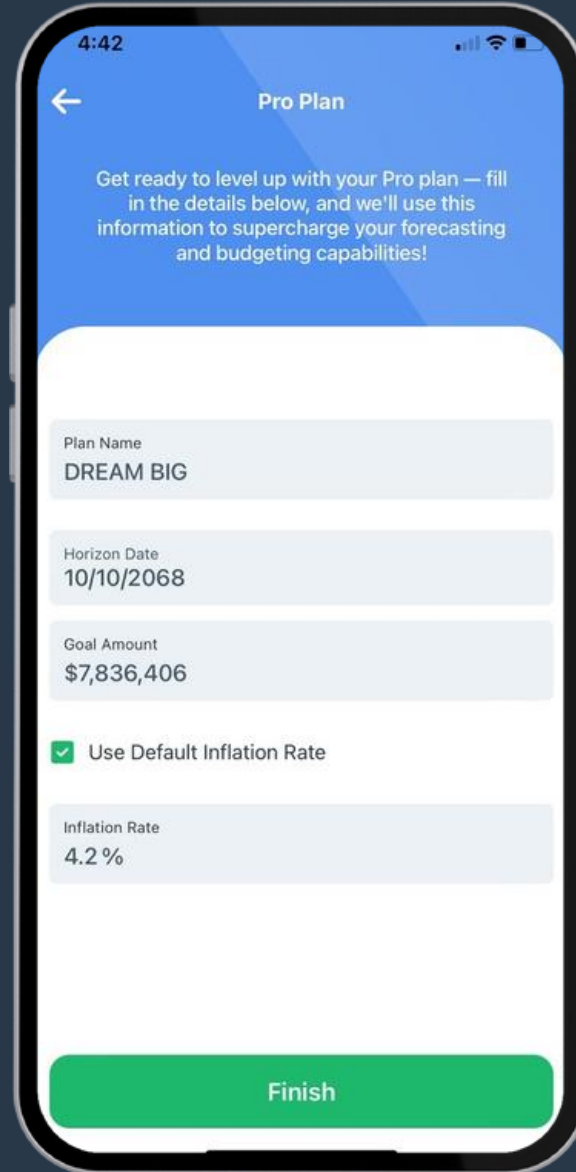 4:42
Pro Plan
Get ready to level up with your Pro plan — fill
in the details below, and we'll use this
information to supercharge your forecasting
and budgeting capabilities!
Plan Name
DREAM BIG
Horizon Date
10/10/2068
Goal Amount
$7,836,406
Use Default Inflation Rate
Inflation Rate
4.2 %
Finish